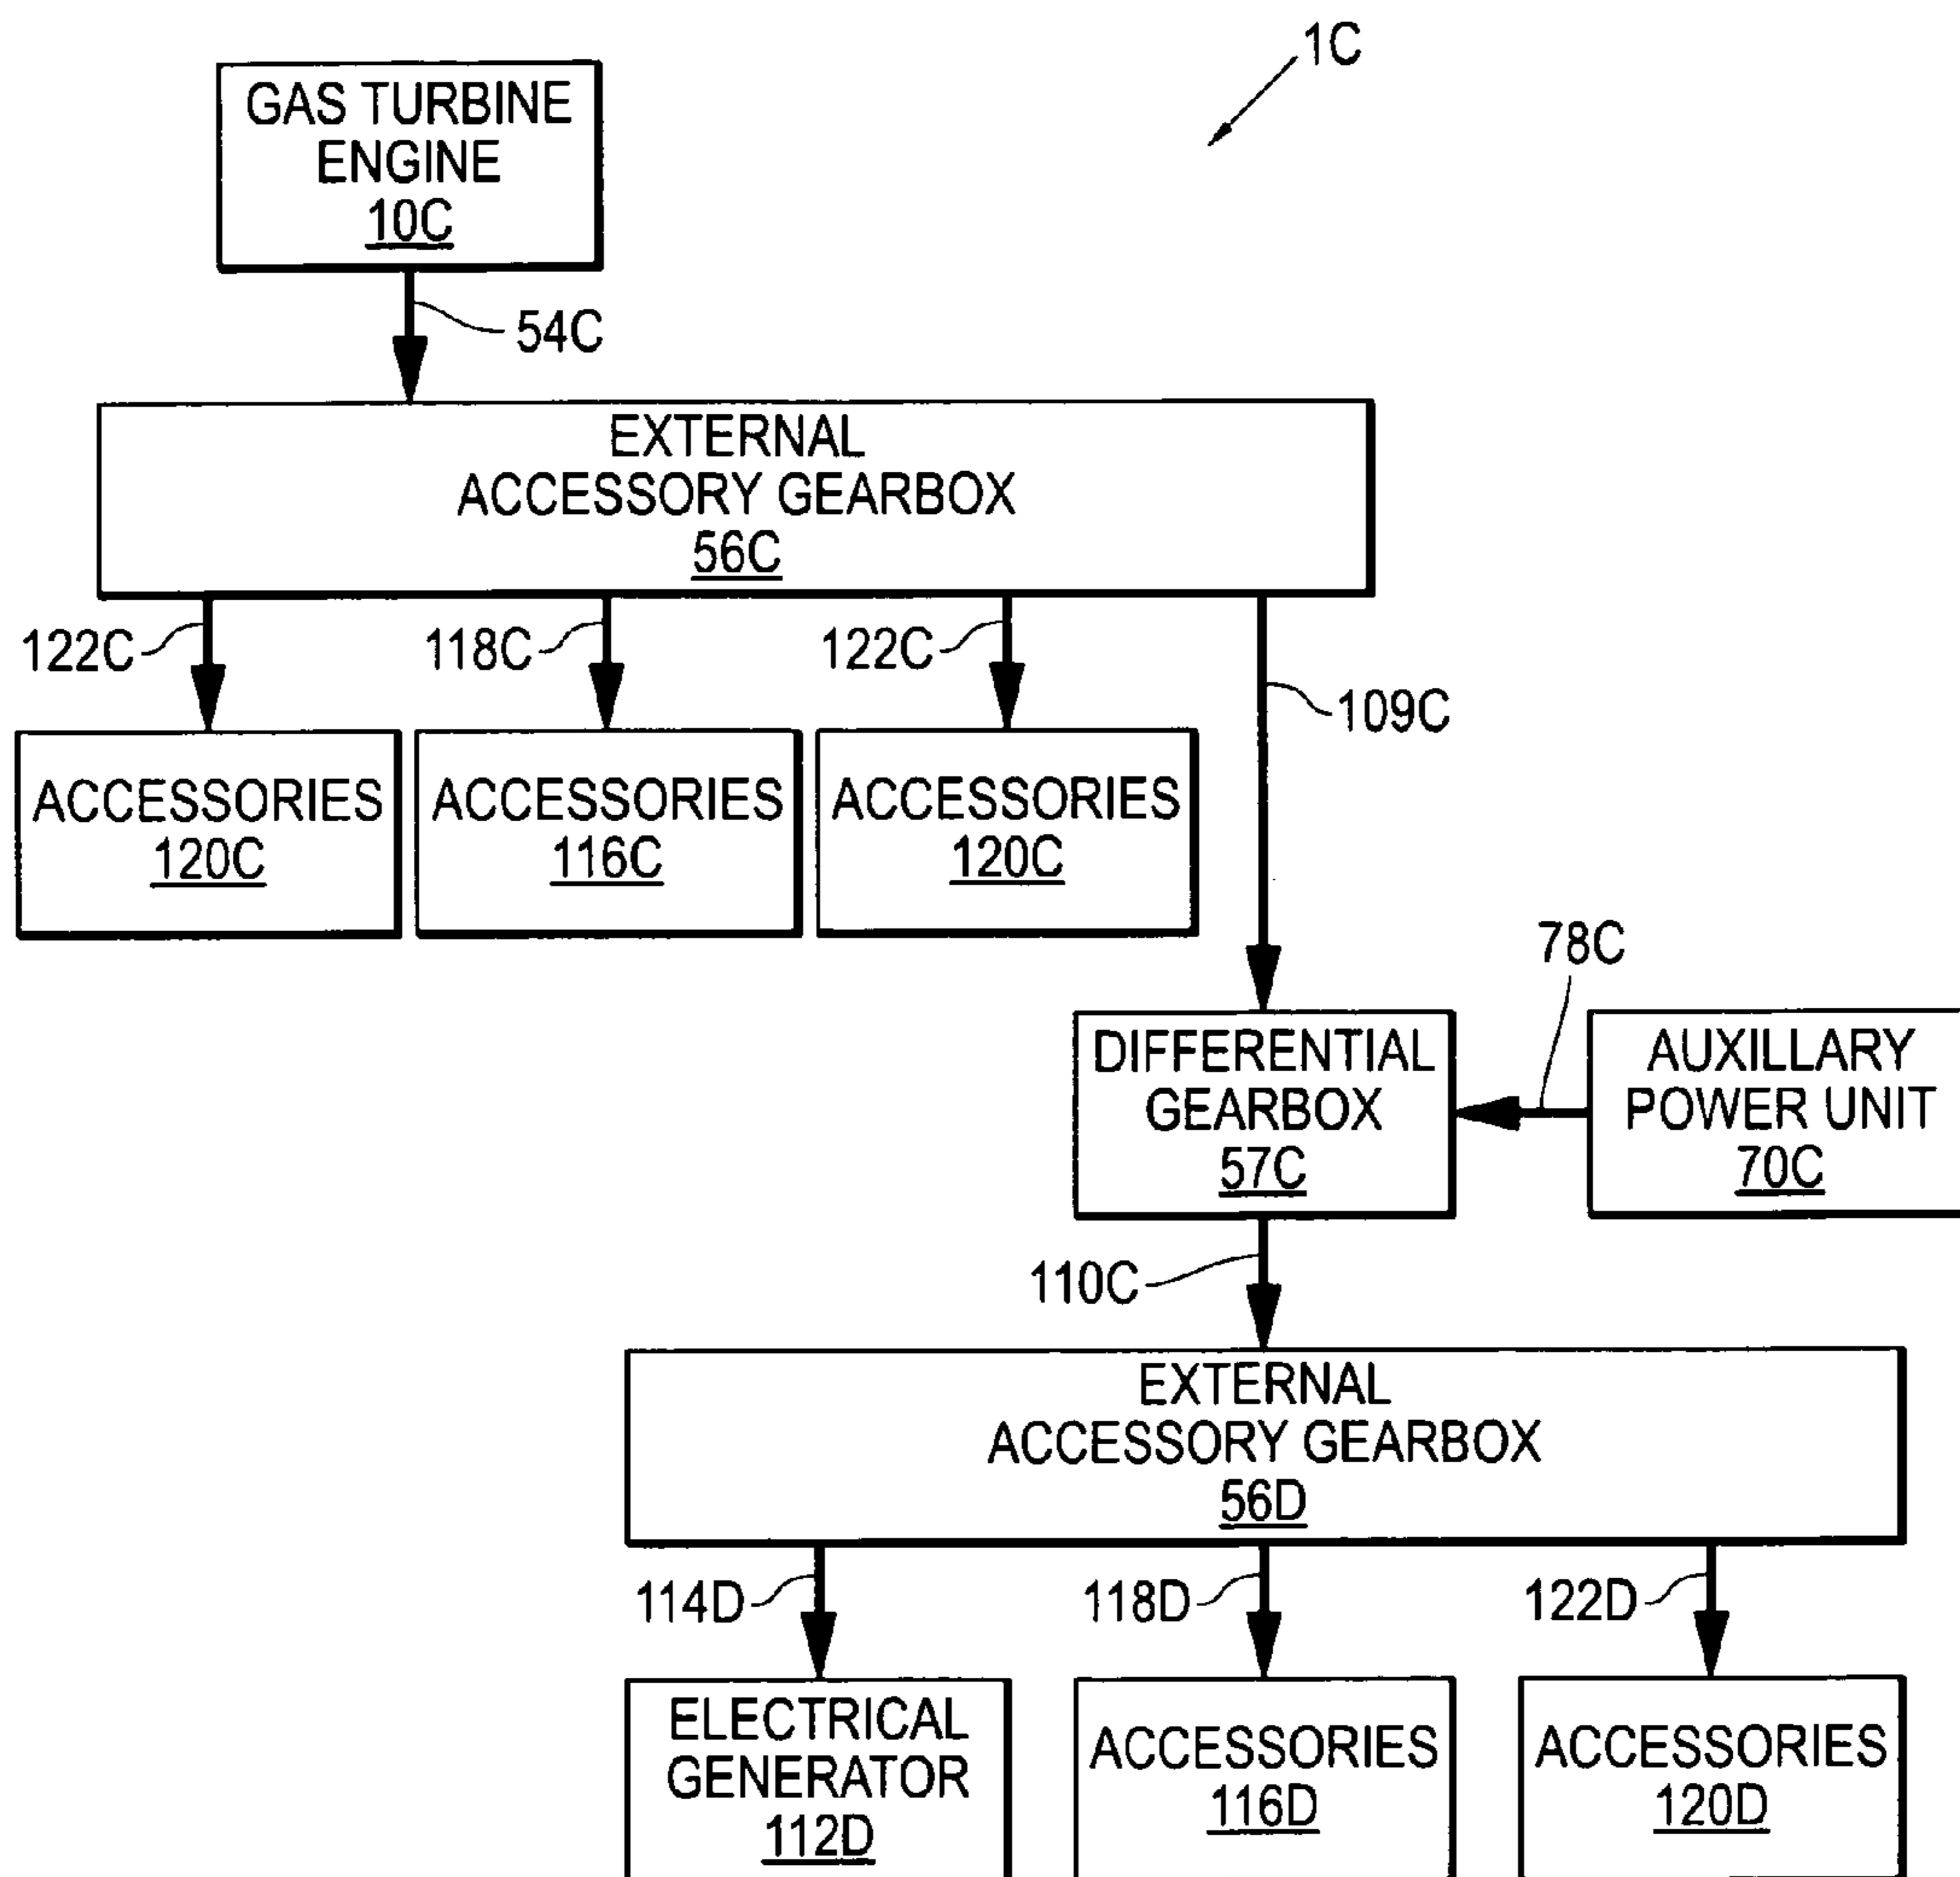 1C
GAS TURBINE
ENGINE
10C
54C
EXTERNAL
ACCESSORY GEARBOX
56C
122C
118C
122C
109C
ACCESSORIES
120C
ACCESSORIES
116C
ACCESSORIES
120C
78C
DIFFERENTIAL
GEARBOX
57C
AUXILLARY
POWER UNIT
70C
110C
EXTERNAL
ACCESSORY GEARBOX
56D
114D
118D
122D
ELECTRICAL
GENERATOR
112D
ACCESSORIES
116D
ACCESSORIES
120D